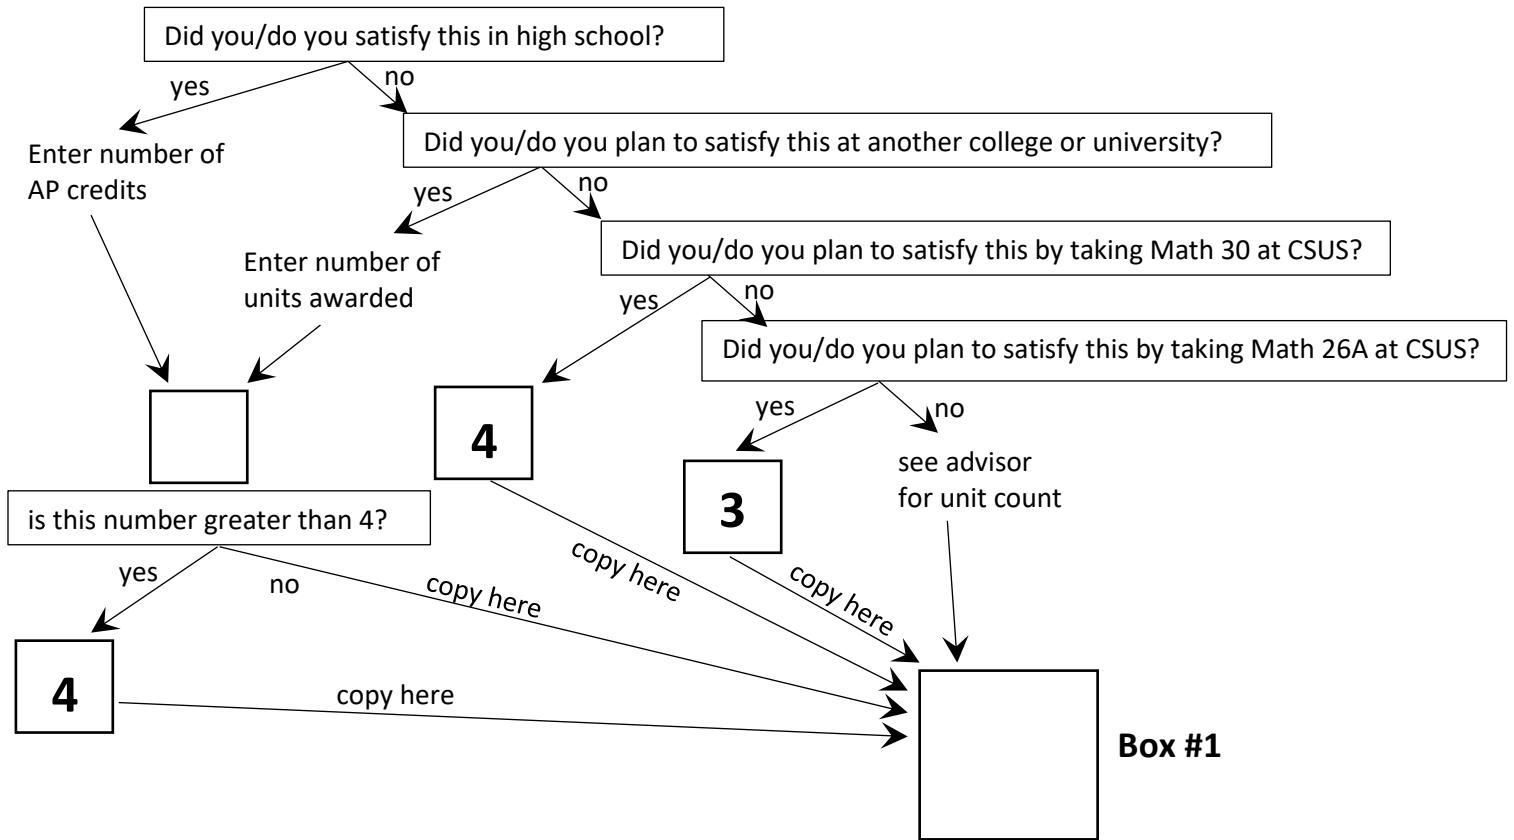 Did you/do you satisfy this in high school?
yes
no
Enter number of
AP credits
Did you/do you plan to satisfy this at another college or university?
yes
no
Enter number of
units awarded
Did you/do you plan to satisfy this by taking Math 30 at CSUS?
yes
no
Did you/do you plan to satisfy this by taking Math 26A at CSUS?
yes
no
4
3
see advisor
for unit count
is this number greater than 4?
yes
no
copy here
copy here
copy here
4
copy here
Box #1